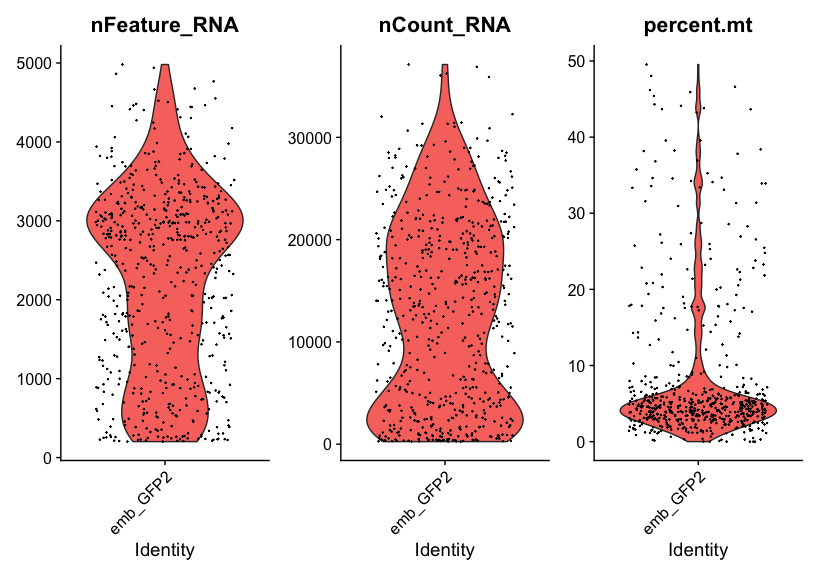 nFeature_RNA
5000
4000
3000
2000
1000
0
emb_GFP2
Identity
nCount_RNA
30000
20000
10000
0
emb_GFP2
Identity
percent.mt
50
40
30
20
10
0
emb_GFP2
Identity